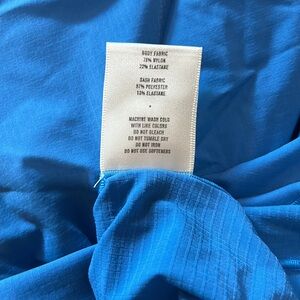 BODY FABRIC
78% NYLON
22% ELASTANE
DASH FABRIC
87% POLYESTER
13% ELASTANE
MACHINE WASH COLD
WITH LIKE COLORS
DO NOT BLEACH
DO NOT TUMBLE DRY
DO NOT IRON
DO NOT USE SOFTENERS